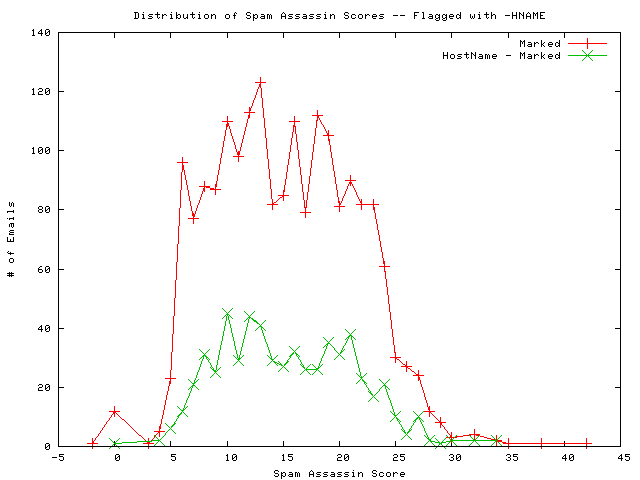 Distribution of Spam Assassin Scores -- Flagged with -HNAME
140
120
100
80
60
40
20
0
# of Emails
Marked
HostName - Marked
-5 0 5 10 15 20 25 30 35 40 45
Spam Assassin Score